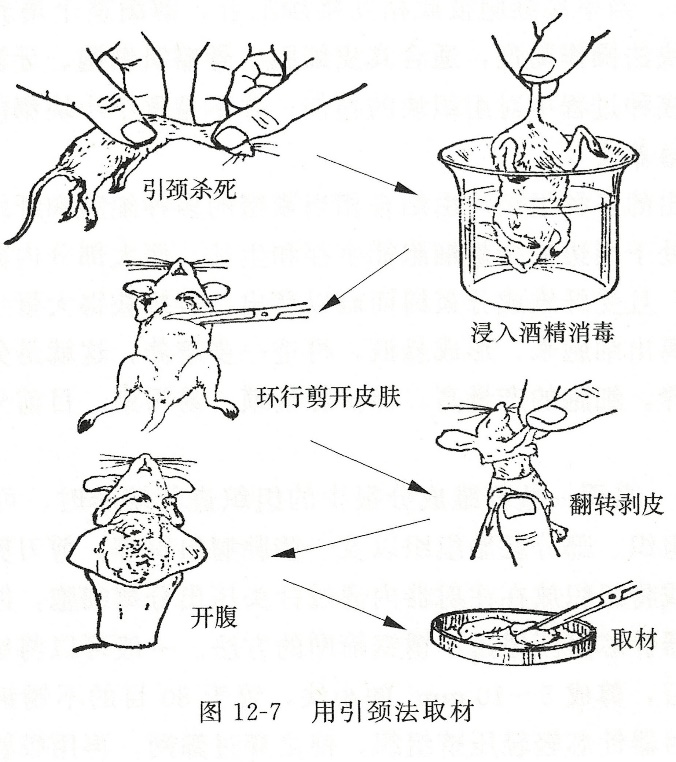 引颈杀死
浸入酒精消毒
环行剪开皮肤
翻转剥皮
开腹
取材
图 12-7 用引颈法取材